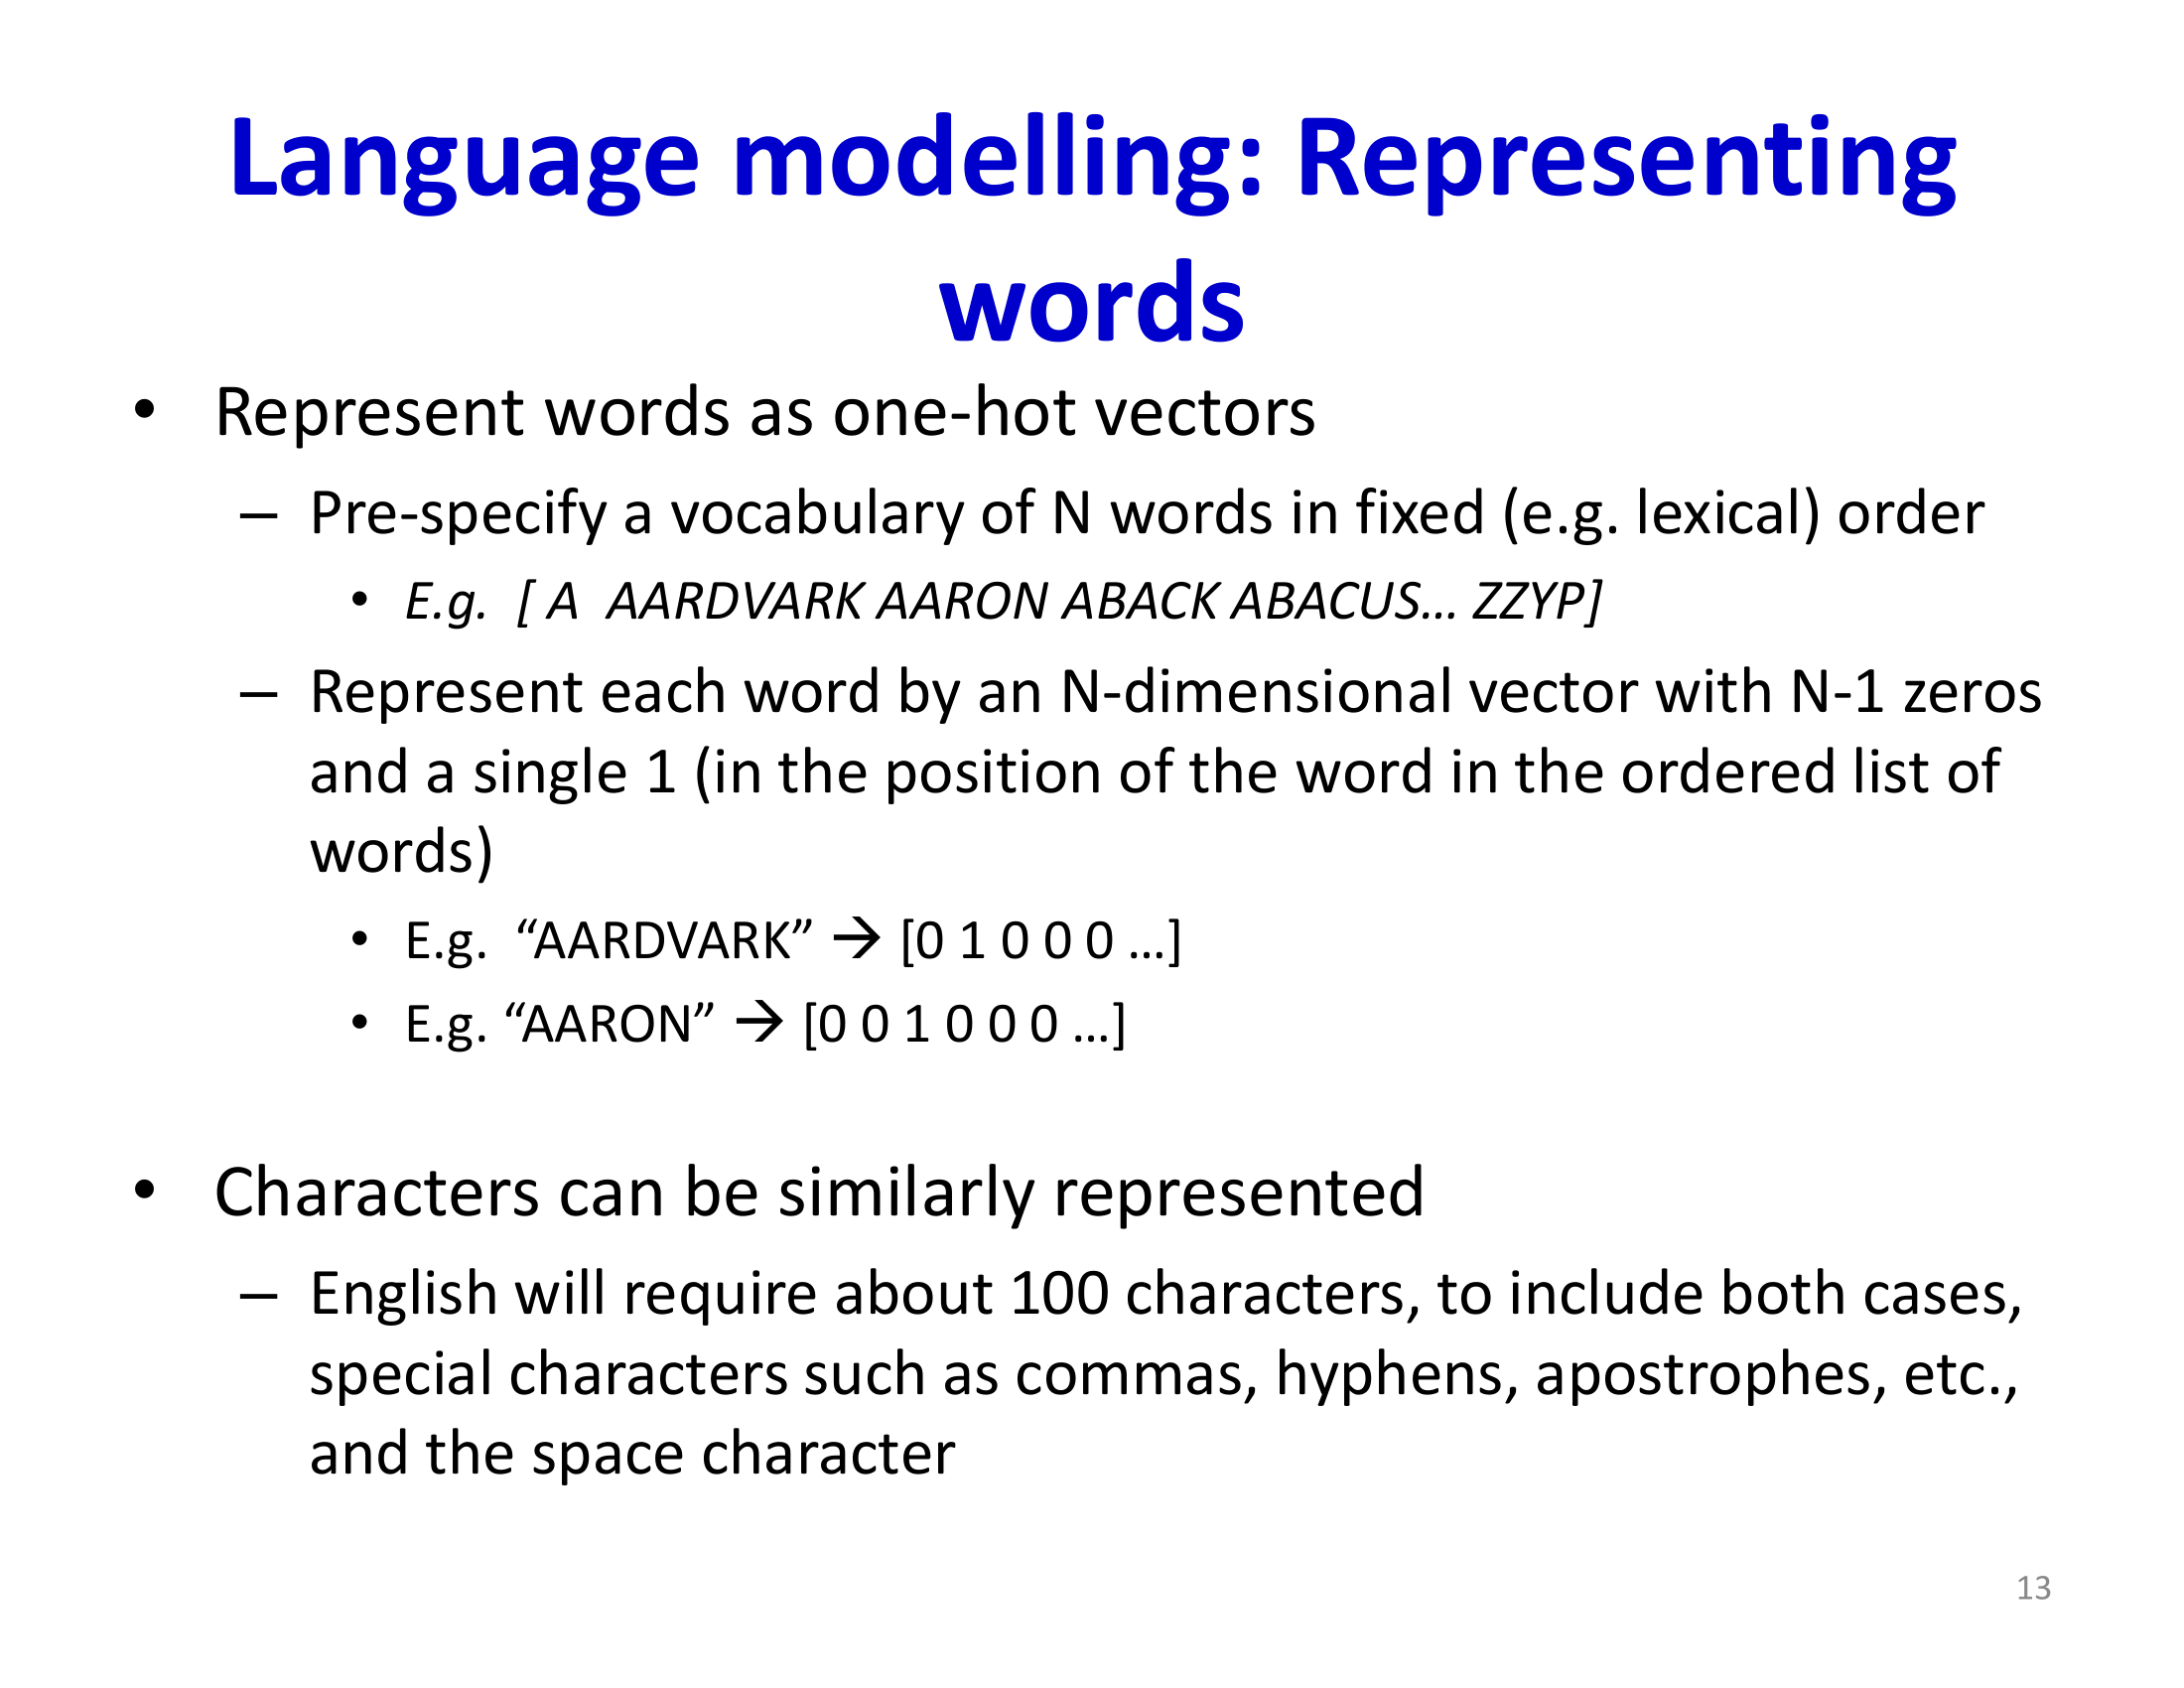 Language modelling: Representing
words
• Represent words as one-hot vectors
– Pre-specify a vocabulary of N words in fixed (e.g. lexical) order
• E.g. [ A AARDVARK AARON ABACK ABACUS… ZZYP]
– Represent each word by an N-dimensional vector with N-1 zeros
and a single 1 (in the position of the word in the ordered list of
words)
• E.g. “AARDVARK” → [0 1 0 0 0 …]
• E.g. “AARON” → [0 0 1 0 0 0 …]
• Characters can be similarly represented
– English will require about 100 characters, to include both cases,
special characters such as commas, hyphens, apostrophes, etc.,
and the space character
13